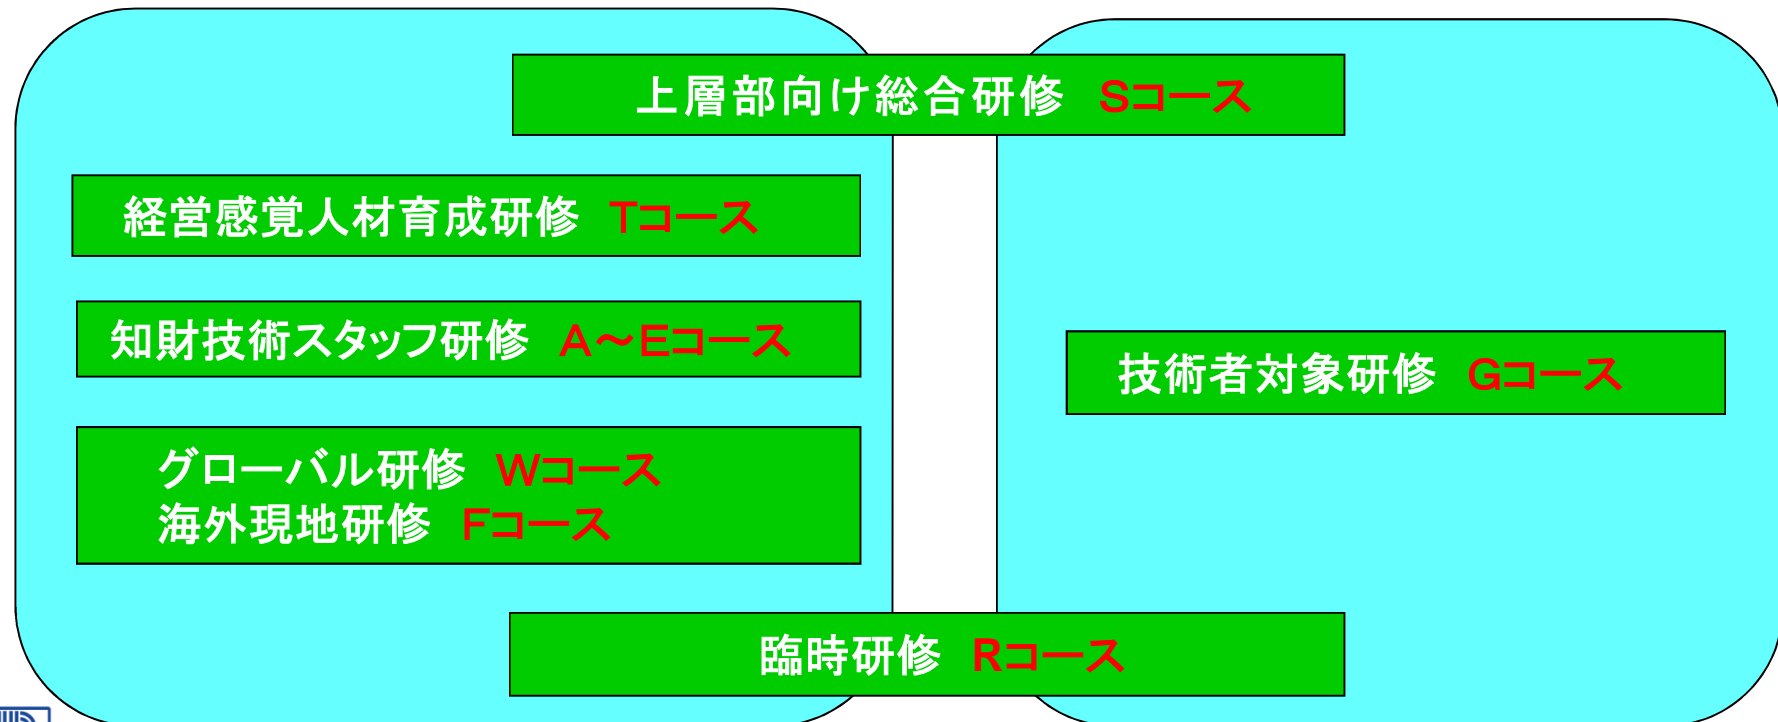 上層部向け総合研修　Sコース
経営感覚人材育成研修　Tコース
知財技術スタッフ研修　A～Eコース
技術者対象研修　Gコース
グローバル研修　Wコース
海外現地研修　Fコース
臨時研修　Rコース